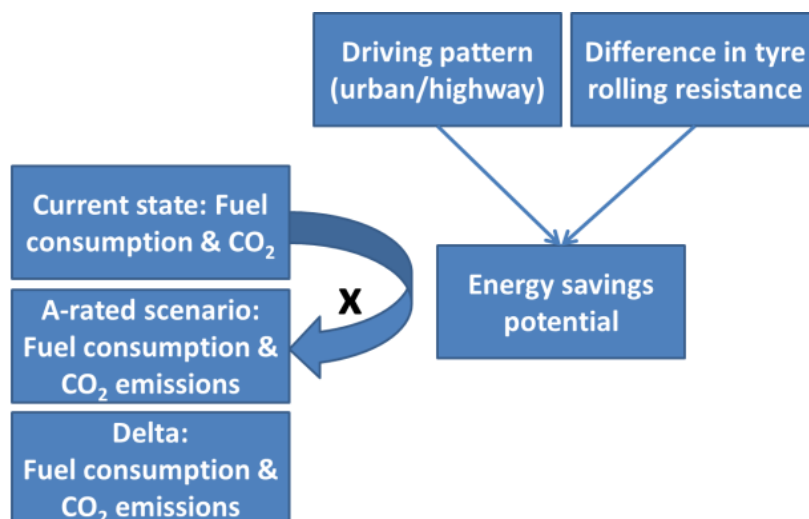 Driving pattern
(urban/highway)
Difference in tyre
rolling resistance
Current state: Fuel
consumption & CO₂
X
Energy savings
potential
A-rated scenario:
Fuel consumption &
CO₂ emissions
Delta:
Fuel consumption &
CO₂ emissions